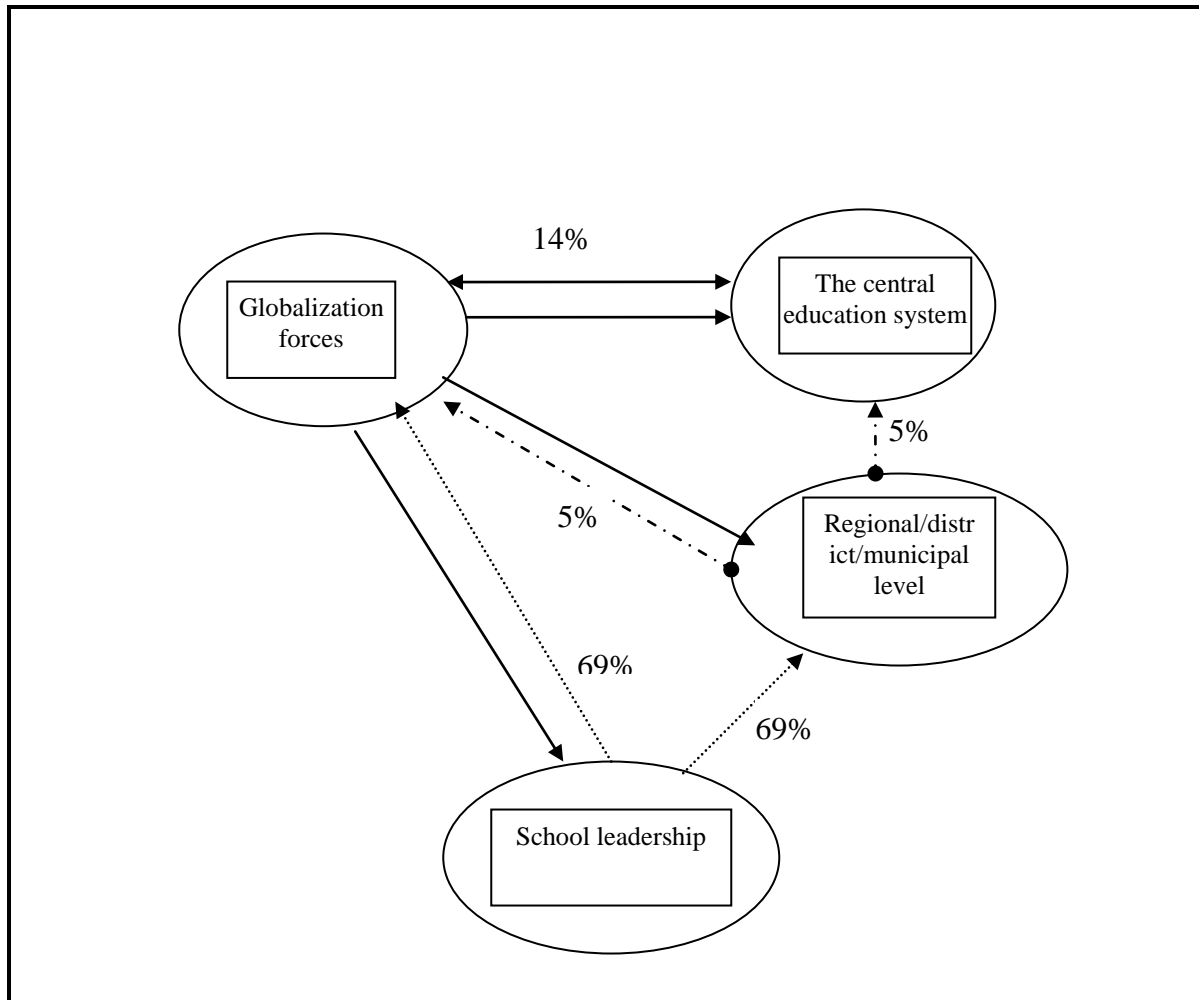 14%
Globalization
forces
The central
education system
5%
5%
Regional/distr
ict/municipal
level
69%
69%
School leadership